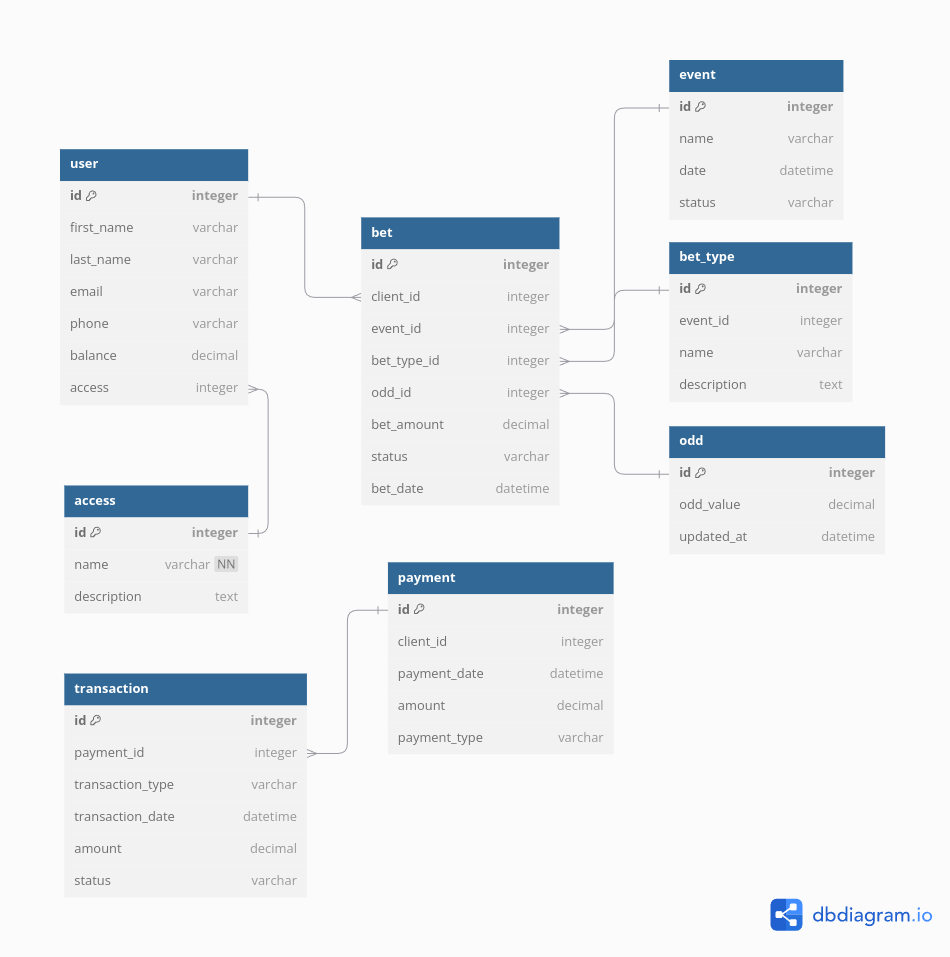 user
id integer
first_name varchar
last_name varchar
email varchar
phone varchar
balance decimal
access integer
access
id integer
name varchar NN
description text
transaction
id integer
payment_id integer
transaction_type varchar
transaction_date datetime
amount decimal
status varchar
bet
id integer
client_id integer
event_id integer
bet_type_id integer
odd_id integer
bet_amount decimal
status varchar
bet_date datetime
payment
id integer
client_id integer
payment_date datetime
amount decimal
payment_type varchar
event
id integer
name varchar
date datetime
status varchar
bet_type
id integer
event_id integer
name varchar
description text
odd
id integer
odd_value decimal
updated_at datetime
dbdiagram.io